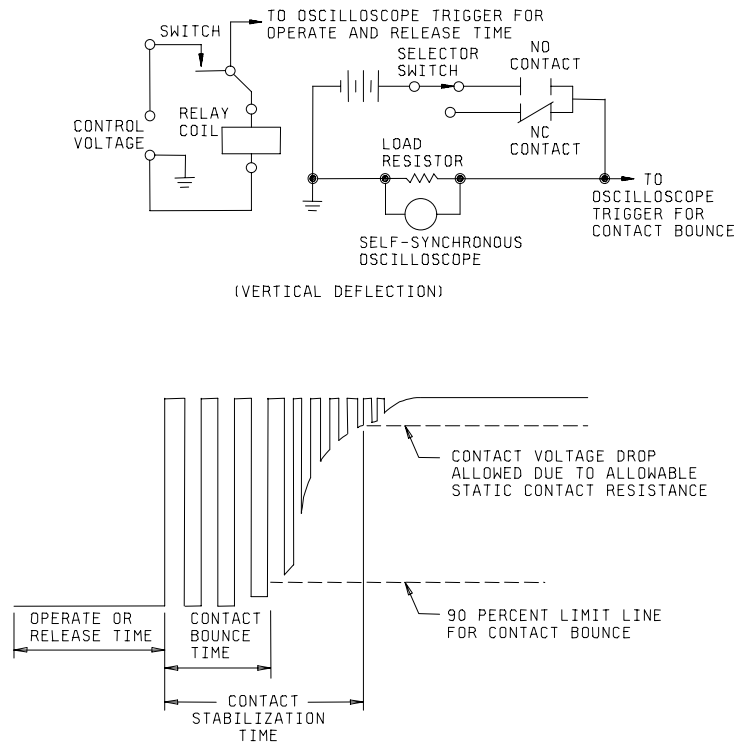 TO OSCILLOSCOPE TRIGGER FOR
OPERATE AND RELEASE TIME
SWITCH
SELECTOR
SWITCH
NO
CONTACT
RELAY
COIL
CONTROL
VOLTAGE
NC
CONTACT
LOAD
RESISTOR
TO
OSCILLOSCOPE
TRIGGER FOR
CONTACT BOUNCE
SELF-SYNCHRONOUS
OSCILLOSCOPE
(VERTICAL DEFLECTION)
CONTACT VOLTAGE DROP
ALLOWED DUE TO ALLOWABLE
STATIC CONTACT RESISTANCE
90 PERCENT LIMIT LINE
FOR CONTACT BOUNCE
OPERATE OR
RELEASE TIME
CONTACT
BOUNCE
TIME
CONTACT
STABILIZATION
TIME